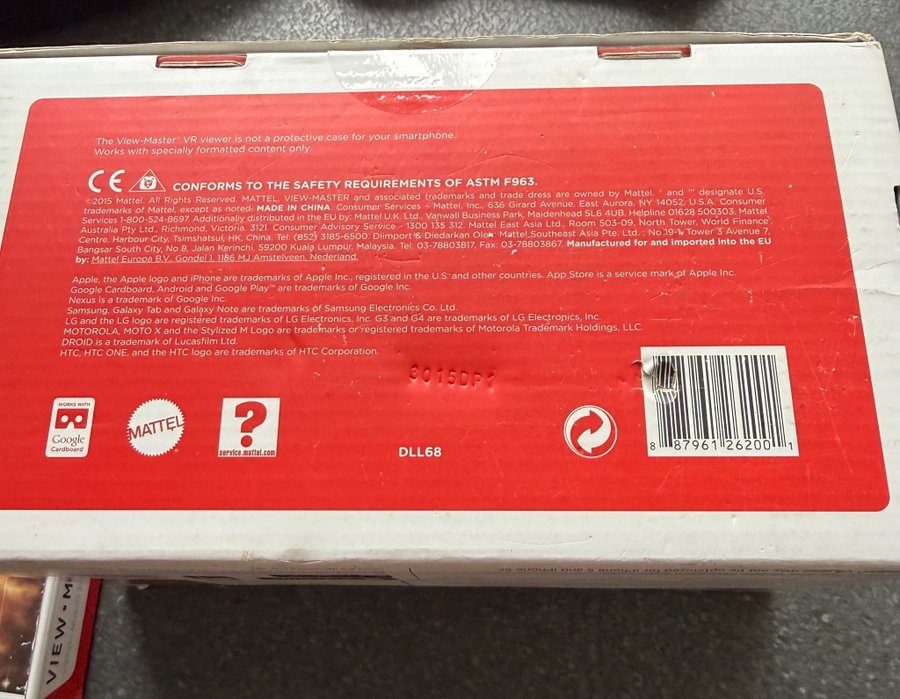 The View-Master® VR viewer is not a protective case for your smartphone.
Works with specially formatted content only.
CE CONFORMS TO THE SAFETY REQUIREMENTS OF ASTM F963.
©2015 Mattel. All Rights Reserved. MATTEL, VIEW-MASTER and associated trademarks and trade dress are owned by Mattel. ® and ™ designate U.S.
trademarks of Mattel, except as noted. MADE IN CHINA. Consumer Services – Mattel, Inc., 636 Girard Avenue, East Aurora, NY 14052, U.S.A. Consumer
Services 1-800-524-8697. Additionally distributed in the EU by: Mattel U.K. Ltd., Vanwall Business Park, Maidenhead SL6 4UB. Helpline 01628 500303. Mattel
Australia Pty Ltd., Richmond, Victoria. 3121. Consumer Advisory Service - 1300 135 312. Mattel East Asia Ltd., Room 503-09, North Tower, World Finance
Centre, Harbour City, Tsimshatsui, HK, China. Tel: (852) 3185-6500. Diimport & Diedarkan Oleh: Mattel Southeast Asia Pte. Ltd., No 19-1, Tower 3 Avenue 7,
Bangsar South City, No 8, Jalan Kerinchi, 59200 Kuala Lumpur, Malaysia. Tel: 03-78803817, Fax: 03-78803867. Manufactured for and imported into the EU
by: Mattel Europa B.V., Gondel 1, 1186 MJ Amstelveen, Nederland.
Apple, the Apple logo and iPhone are trademarks of Apple Inc., registered in the U.S. and other countries. App Store is a service mark of Apple Inc.
Google Cardboard, Android and Google Play™ are trademarks of Google Inc.
Nexus is a trademark of Google Inc.
Samsung, Galaxy Tab and Galaxy Note are trademarks of Samsung Electronics Co. Ltd.
LG and the LG logo are registered trademarks of LG Electronics, Inc. G3 and G4 are trademarks of LG Electronics, Inc.
MOTOROLA, MOTO X and the Stylized M Logo are trademarks or registered trademarks of Motorola Trademark Holdings, LLC.
DROID is a trademark of Lucasfilm Ltd.
HTC, HTC ONE, and the HTC logo are trademarks of HTC Corporation.
3015DP1
WORKS WITH
Google
Cardboard
MATTEL
?
service.mattel.com
DLL68
8 87961 26200 1
not be optimized for iPhone 5 and iPhone 5c
VIEW•M